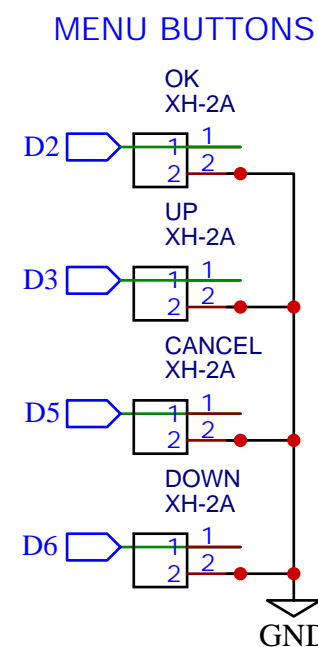 MENU BUTTONS
OK
XH-2A
D2
1 1
2 2
UP
XH-2A
D3
1 1
2 2
CANCEL
XH-2A
D5
1 1
2 2
DOWN
XH-2A
D6
1 1
2 2
GND